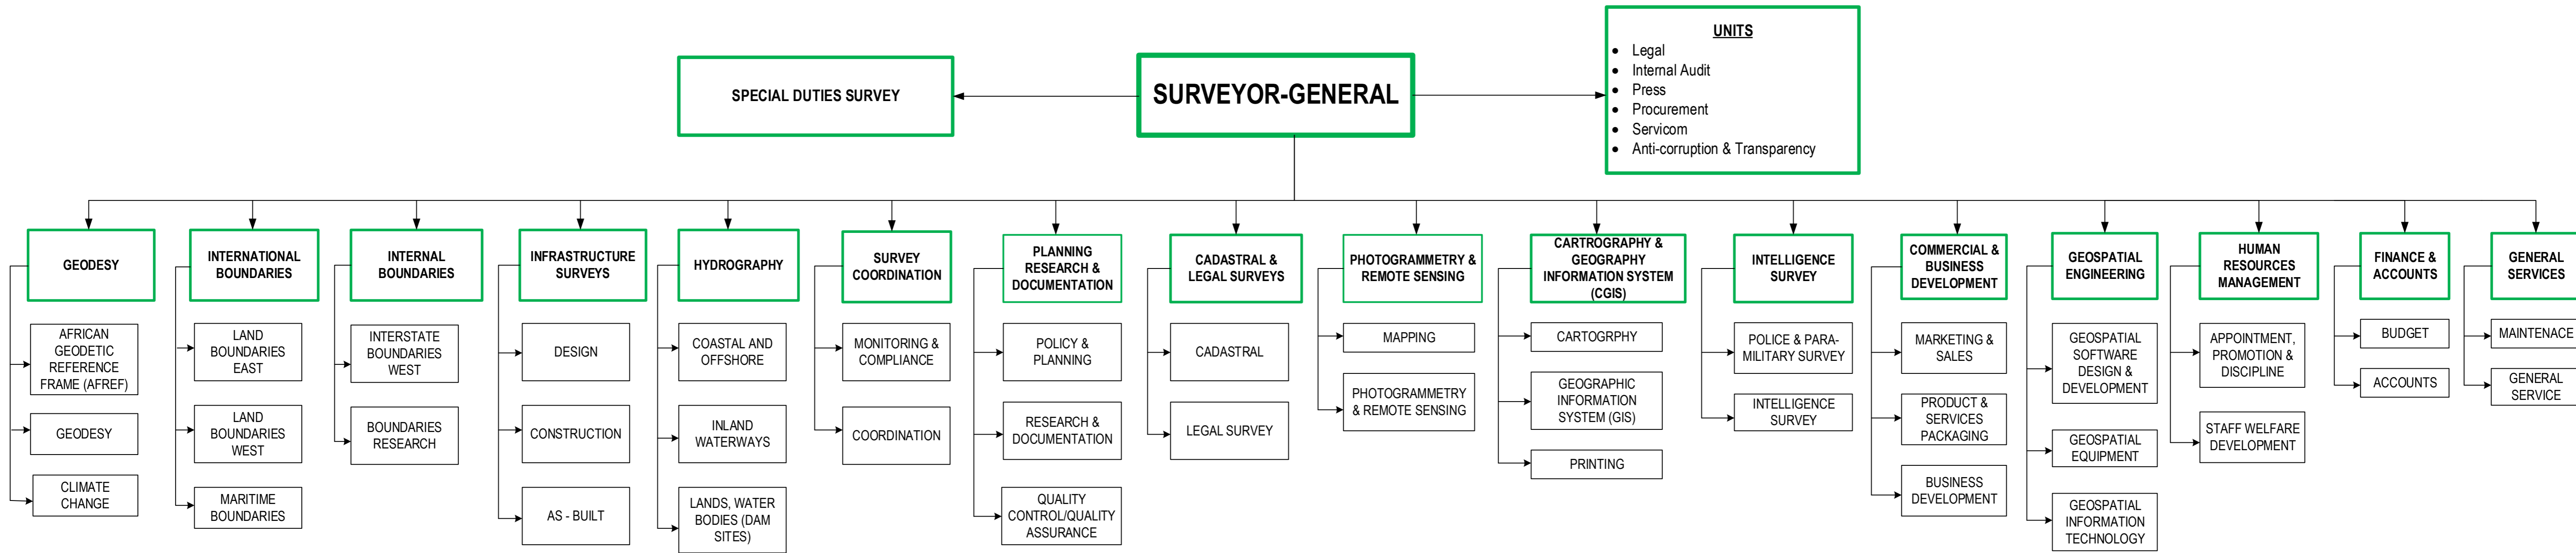 UNITS
• Legal
• Internal Audit
• Press
• Procurement
• Servicom
• Anti-corruption & Transparency
SPECIAL DUTIES SURVEY
SURVEYOR-GENERAL
GEODESY
AFRICAN
GEODETIC
REFERENCE
FRAME (AFREF)
GEODESY
CLIMATE
CHANGE
INTERNATIONAL
BOUNDARIES
LAND
BOUNDARIES
EAST
LAND
BOUNDARIES
WEST
MARITIME
BOUNDARIES
INTERNAL
BOUNDARIES
INTERSTATE
BOUNDARIES
WEST
BOUNDARIES
RESEARCH
INFRASTRUCTURE
SURVEYS
DESIGN
CONSTRUCTION
AS - BUILT
HYDROGRAPHY
COASTAL AND
OFFSHORE
INLAND
WATERWAYS
LANDS, WATER
BODIES (DAM
SITES)
SURVEY
COORDINATION
MONITORING &
COMPLIANCE
COORDINATION
PLANNING
RESEARCH &
DOCUMENTATION
POLICY &
PLANNING
RESEARCH &
DOCUMENTATION
QUALITY
CONTROL/QUALITY
ASSURANCE
CADASTRAL &
LEGAL SURVEYS
CADASTRAL
LEGAL SURVEY
PHOTOGRAMMETRY &
REMOTE SENSING
MAPPING
PHOTOGRAMMETRY
& REMOTE SENSING
CARTROGRAPHY &
GEOGRAPHY
INFORMATION SYSTEM
(CGIS)
CARTOGRPHY
GEOGRAPHIC
INFORMATION
SYSTEM (GIS)
PRINTING
INTELLIGENCE
SURVEY
POLICE & PARA-
MILITARY SURVEY
INTELLIGENCE
SURVEY
COMMERCIAL &
BUSINESS
DEVELOPMENT
MARKETING &
SALES
PRODUCT &
SERVICES
PACKAGING
BUSINESS
DEVELOPMENT
GEOSPATIAL
ENGINEERING
GEOSPATIAL
SOFTWARE
DESIGN &
DEVELOPMENT
GEOSPATIAL
EQUIPMENT
GEOSPATIAL
INFORMATION
TECHNOLOGY
HUMAN
RESOURCES
MANAGEMENT
APPOINTMENT,
PROMOTION &
DISCIPLINE
STAFF WELFARE
DEVELOPMENT
FINANCE &
ACCOUNTS
BUDGET
ACCOUNTS
GENERAL
SERVICES
MAINTENACE
GENERAL
SERVICE